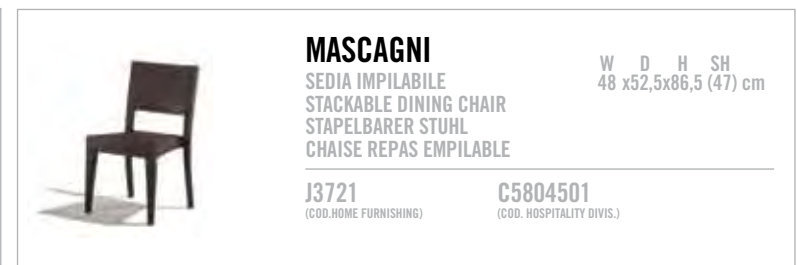 MASCAGNI
SEDIA IMPILABILE
STACKABLE DINING CHAIR
STAPELBARER STUHL
CHAISE REPAS EMPILABLE
W D H SH
48 x52,5x86,5 (47) cm
J3721 C5804501
(COD.HOME FURNISHING) (COD. HOSPITALITY DIVIS.)